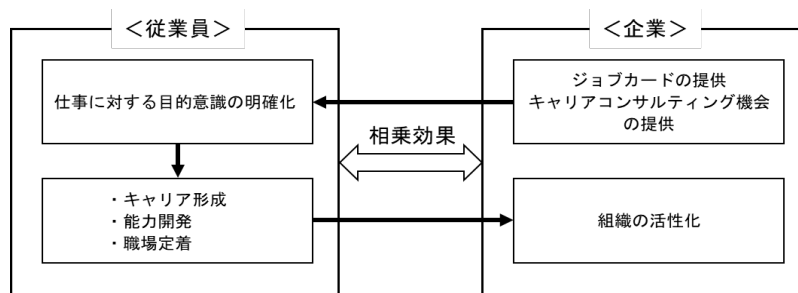 ＜従業員＞
仕事に対する目的意識の明確化
・キャリア形成
・能力開発
・職場定着
相乗効果
＜企業＞
ジョブカードの提供
キャリアコンサルティング機会
の提供
組織の活性化